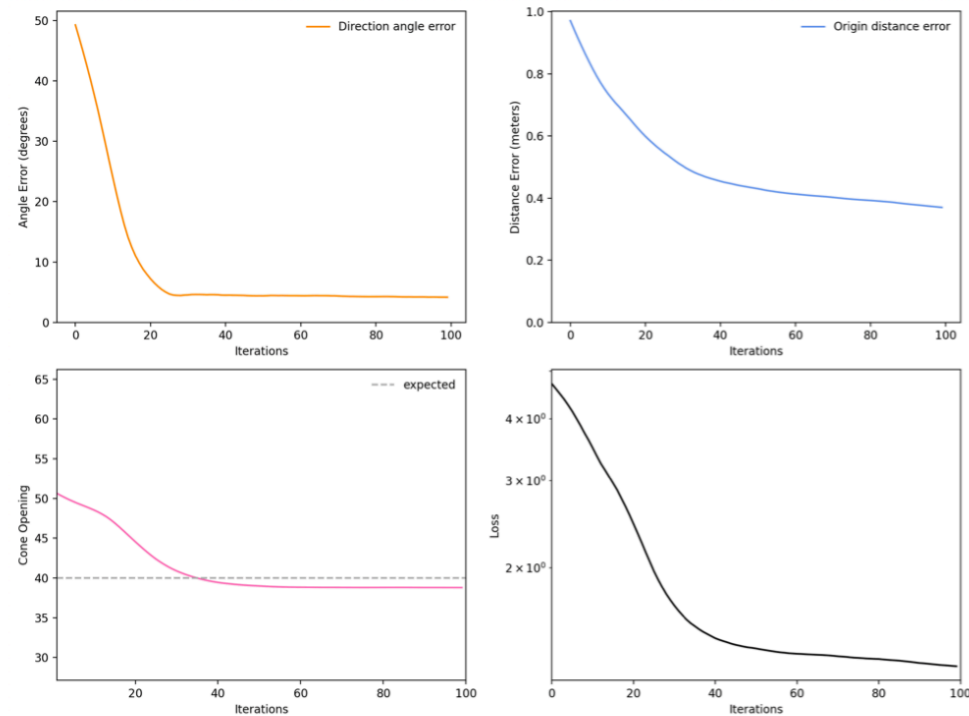 Direction angle error
50
40
30
20
10
0
Angle Error (degrees)
0 20 40 60 80 100
Iterations
Origin distance error
1.0
0.8
0.6
0.4
0.2
0.0
Distance Error (meters)
0 20 40 60 80 100
Iterations
expected
65
60
55
50
45
40
35
30
Cone Opening
20 40 60 80 100
Iterations
4 × 10⁰
3 × 10⁰
2 × 10⁰
Loss
0 20 40 60 80 100
Iterations